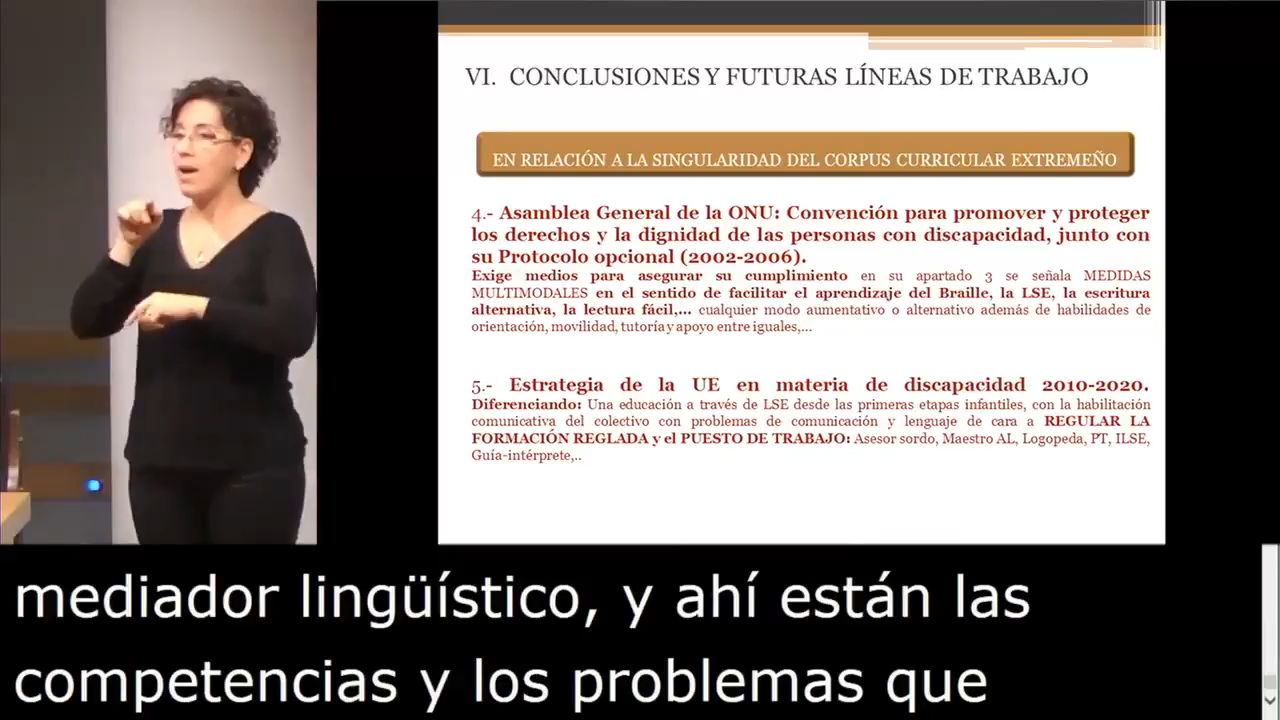 VI. CONCLUSIONES Y FUTURAS LÍNEAS DE TRABAJO
EN RELACIÓN A LA SINGULARIDAD DEL CORPUS CURRICULAR EXTREMEÑO
4.- Asamblea General de la ONU: Convención para promover y proteger
los derechos y la dignidad de las personas con discapacidad, junto con
su Protocolo opcional (2002-2006).
Exige medios para asegurar su cumplimiento en su apartado 3 se señala MEDIDAS
MULTIMODALES en el sentido de facilitar el aprendizaje del Braille, la LSE, la escritura
alternativa, la lectura fácil,... cualquier modo aumentativo o alternativo además de habilidades de
orientación, movilidad, tutoría y apoyo entre iguales,...
5.- Estrategia de la UE en materia de discapacidad 2010-2020.
Diferenciando: Una educación a través de LSE desde las primeras etapas infantiles, con la habilitación
comunicativa del colectivo con problemas de comunicación y lenguaje de cara a REGULAR LA
FORMACIÓN REGLADA y el PUESTO DE TRABAJO: Asesor sordo, Maestro AL, Logopeda, PT, ILSE,
Guía-intérprete,..
mediador lingüístico, y ahí están las
competencias y los problemas que